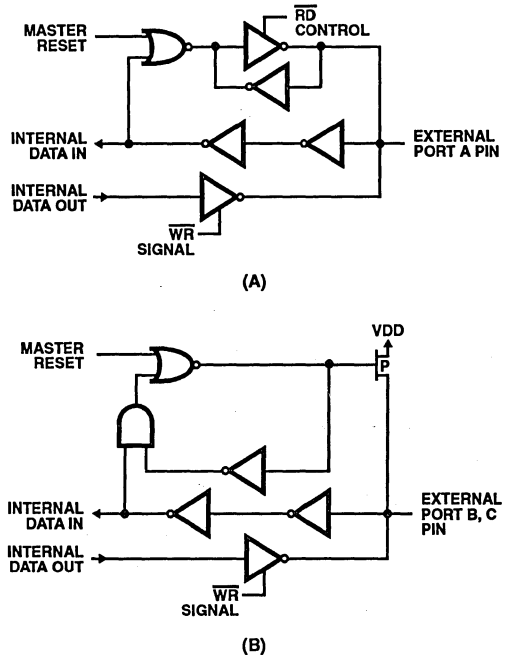 MASTER
RESET
RD
CONTROL
INTERNAL
DATA IN
EXTERNAL
PORT A PIN
INTERNAL
DATA OUT
WR
SIGNAL
(A)
VDD
MASTER
RESET
P
INTERNAL
DATA IN
EXTERNAL
PORT B, C
PIN
INTERNAL
DATA OUT
WR
SIGNAL
(B)